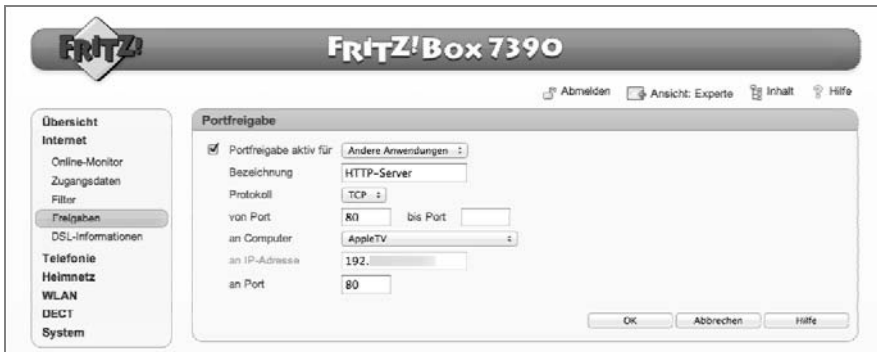 FRITZ!
FRITZ!Box 7390
Abmelden Ansicht: Experte Inhalt Hilfe
Übersicht
Internet
Online-Monitor
Zugangsdaten
Filter
Freigaben
DSL-Informationen
Telefonie
Heimnetz
WLAN
DECT
System
Portfreigabe
Portfreigabe aktiv für Andere Anwendungen
Bezeichnung HTTP-Server
Protokoll TCP
von Port 80 bis Port
an Computer AppleTV
an IP-Adresse 192.
an Port 80
OK Abbrechen Hilfe